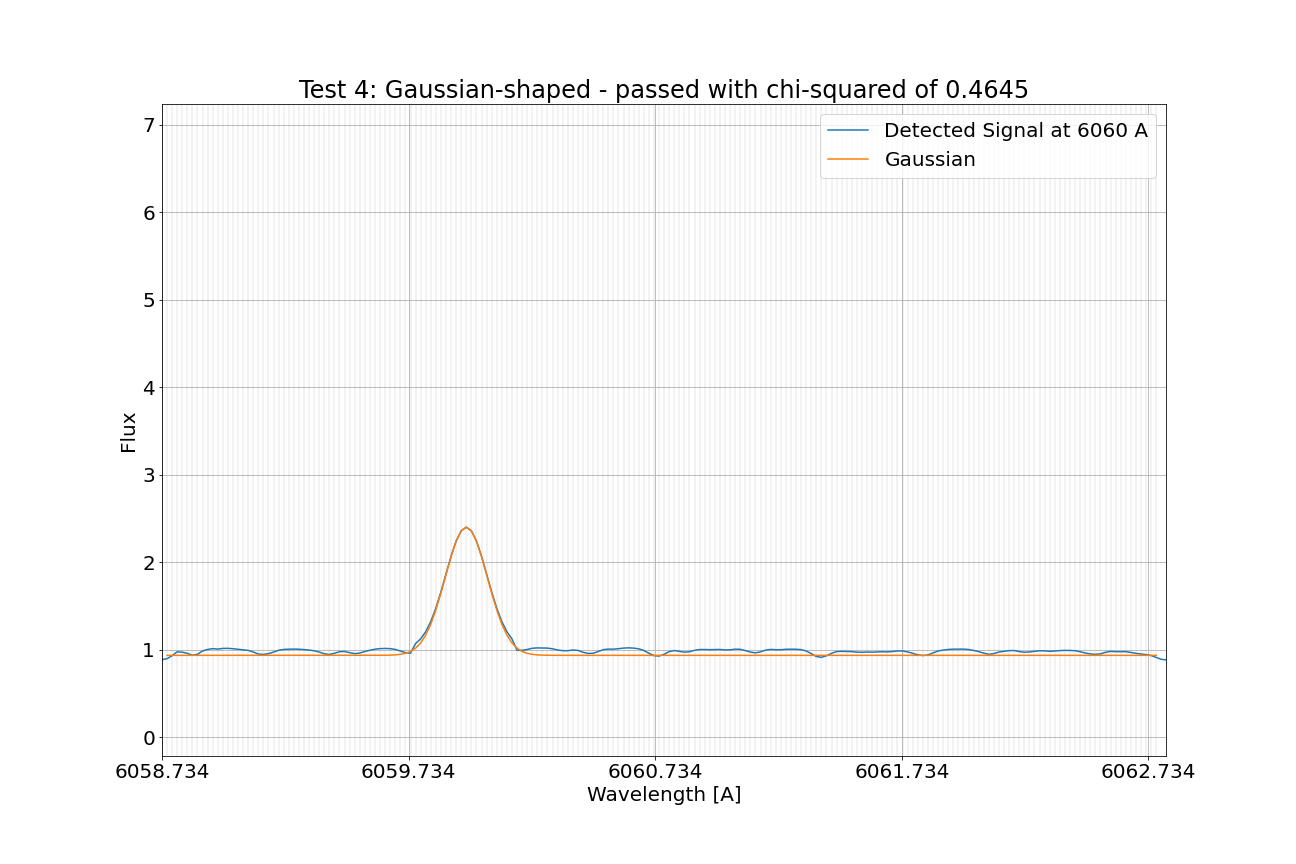 Test 4: Gaussian-shaped - passed with chi-squared of 0.4645
Detected Signal at 6060 A
Gaussian
7
6
5
4
3
2
1
0
Flux
6058.734
6059.734
6060.734
6061.734
6062.734
Wavelength [A]